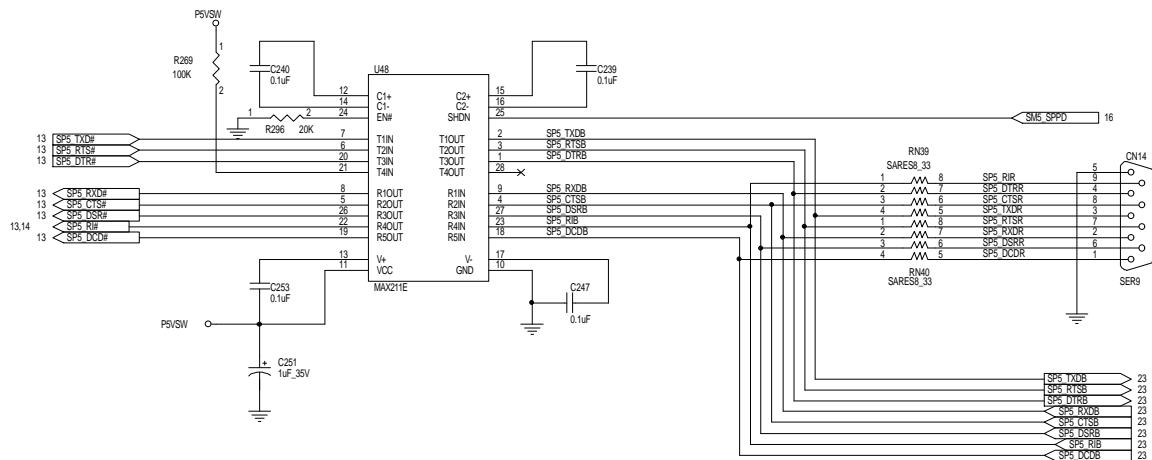 P5VSW
1
R269
100K
2
C240
0.1uF
U48
C239
0.1uF
12 C1+ C2+ 15
14 C1- C2- 16
1 2 24 EN# SHDN 25 SM5_SPPD 16
R296 20K
13 SP5_TXD# 7 T1IN T1OUT 2 SP5_TXDB
13 SP5_RTS# 6 T2IN T2OUT 3 SP5_RTSB
13 SP5_DTR# 20 T3IN T3OUT 1 SP5_DTRB
21 T4IN T4OUT 28
13 SP5_RXD# 8 R1OUT R1IN 9 SP5_RXDB
13 SP5_CTS# 5 R2OUT R2IN 4 SP5_CTSB
13 SP5_DSR# 26 R3OUT R3IN 27 SP5_DSRB
13,14 SP5_RI# 22 R4OUT R4IN 23 SP5_RIB
13 SP5_DCD# 19 R5OUT R5IN 18 SP5_DCDB
13 V+ V- 17
11 VCC GND 10
MAX211E
C253
0.1uF
C247
0.1uF
P5VSW
+
C251
1uF_35V
RN39
SARES8_33
CN14
5
1 8 SP5_RIR 9
2 7 SP5_DTRR 4
3 6 SP5_CTSR 8
4 5 SP5_TXDR 3
1 8 SP5_RTSR 7
2 7 SP5_RXDR 2
3 6 SP5_DSRR 6
4 5 SP5_DCDR 1
RN40
SARES8_33
SER9
SP5_TXDB 23
SP5_RTSB 23
SP5_DTRB 23
SP5_RXDB 23
SP5_CTSB 23
SP5_DSRB 23
SP5_RIB 23
SP5_DCDB 23